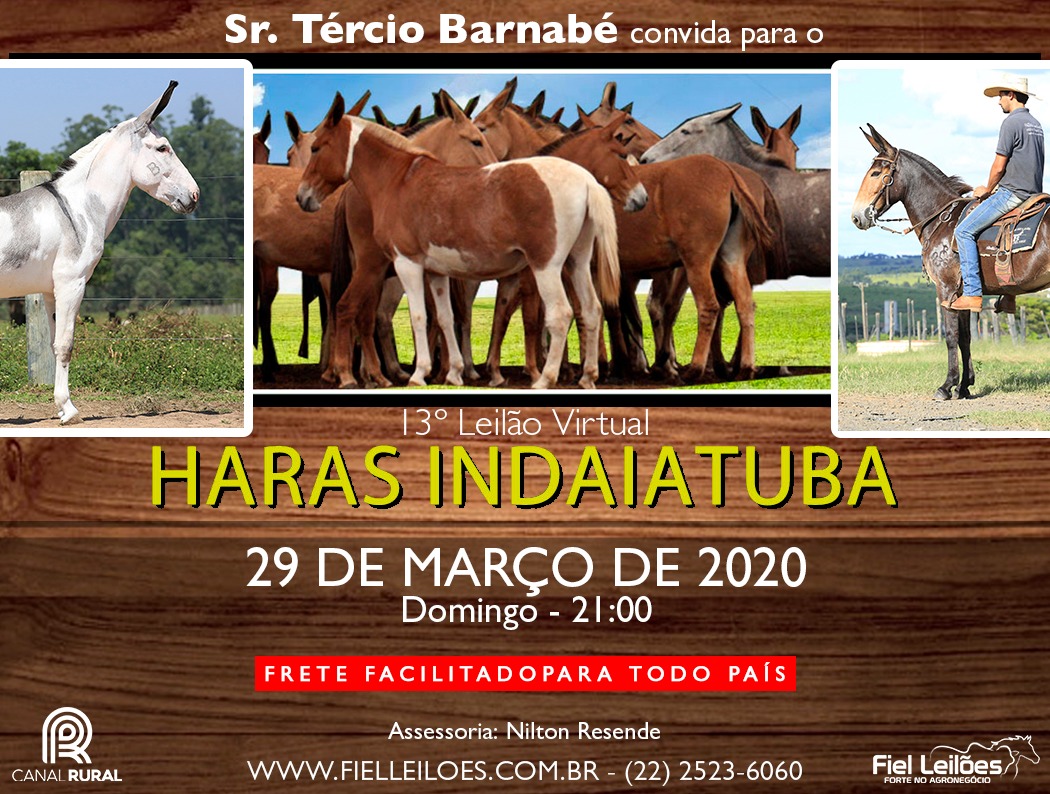 Sr. Tércio Barnabé convida para o
13º Leilão Virtual
HARAS INDAIATUBA
29 DE MARÇO DE 2020
Domingo - 21:00
FRETE FACILITADOPARA TODO PAÍS
Assessoria: Nilton Resende
WWW.FIELLEILOES.COM.BR - (22) 2523-6060
CANAL RURAL
Fiel Leilões
FORTE NO AGRONEGÓCIO